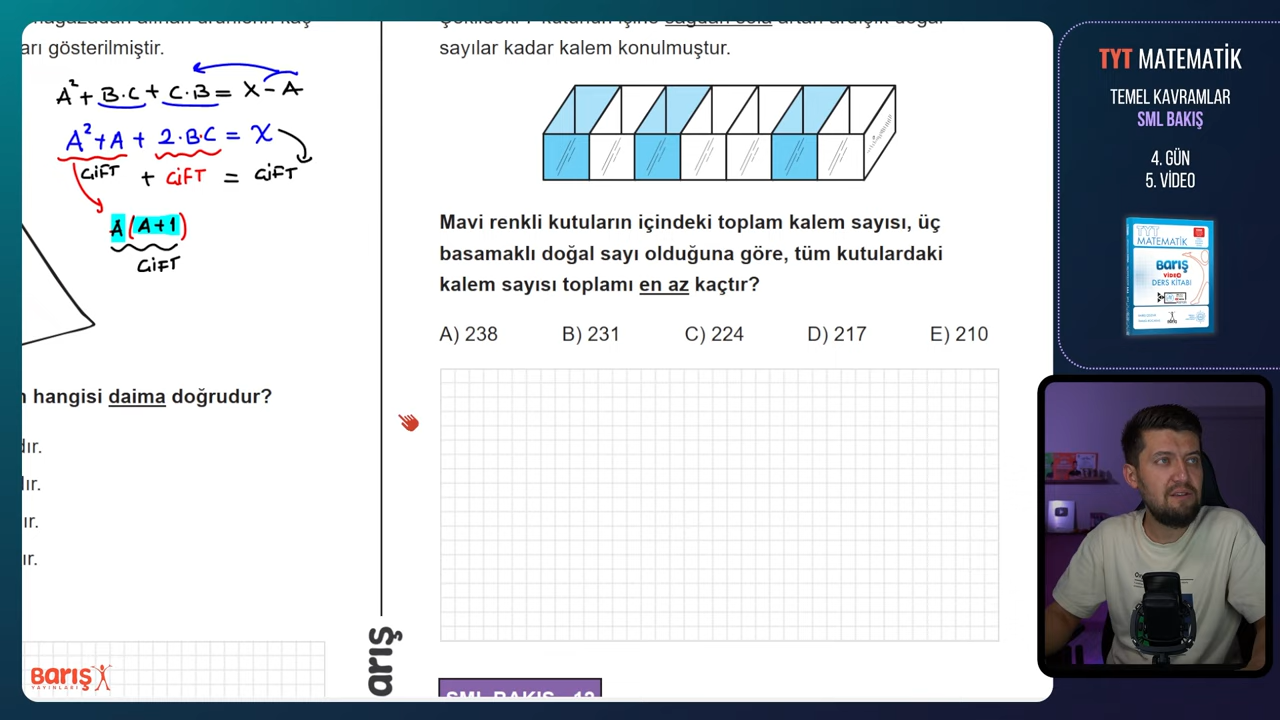 arı gösterilmiştir.
A² + B.C + C.B = X - A
A² + A + 2.B.C = X
ÇİFT + ÇİFT = ÇİFT
A(A+1)
ÇİFT
n hangisi daima doğrudur?
dır.
ır.
Barış
YAYINLARI
arış
sayılar kadar kalem konulmuştur.
Mavi renkli kutuların içindeki toplam kalem sayısı, üç
basamaklı doğal sayı olduğuna göre, tüm kutulardaki
kalem sayısı toplamı en az kaçtır?
A) 238 B) 231 C) 224 D) 217 E) 210
TYT MATEMATİK
TEMEL KAVRAMLAR
SML BAKIŞ
4. GÜN
5. VİDEO
TYT
MATEMATİK
BARIŞ
VİDEO
DERS KİTABI